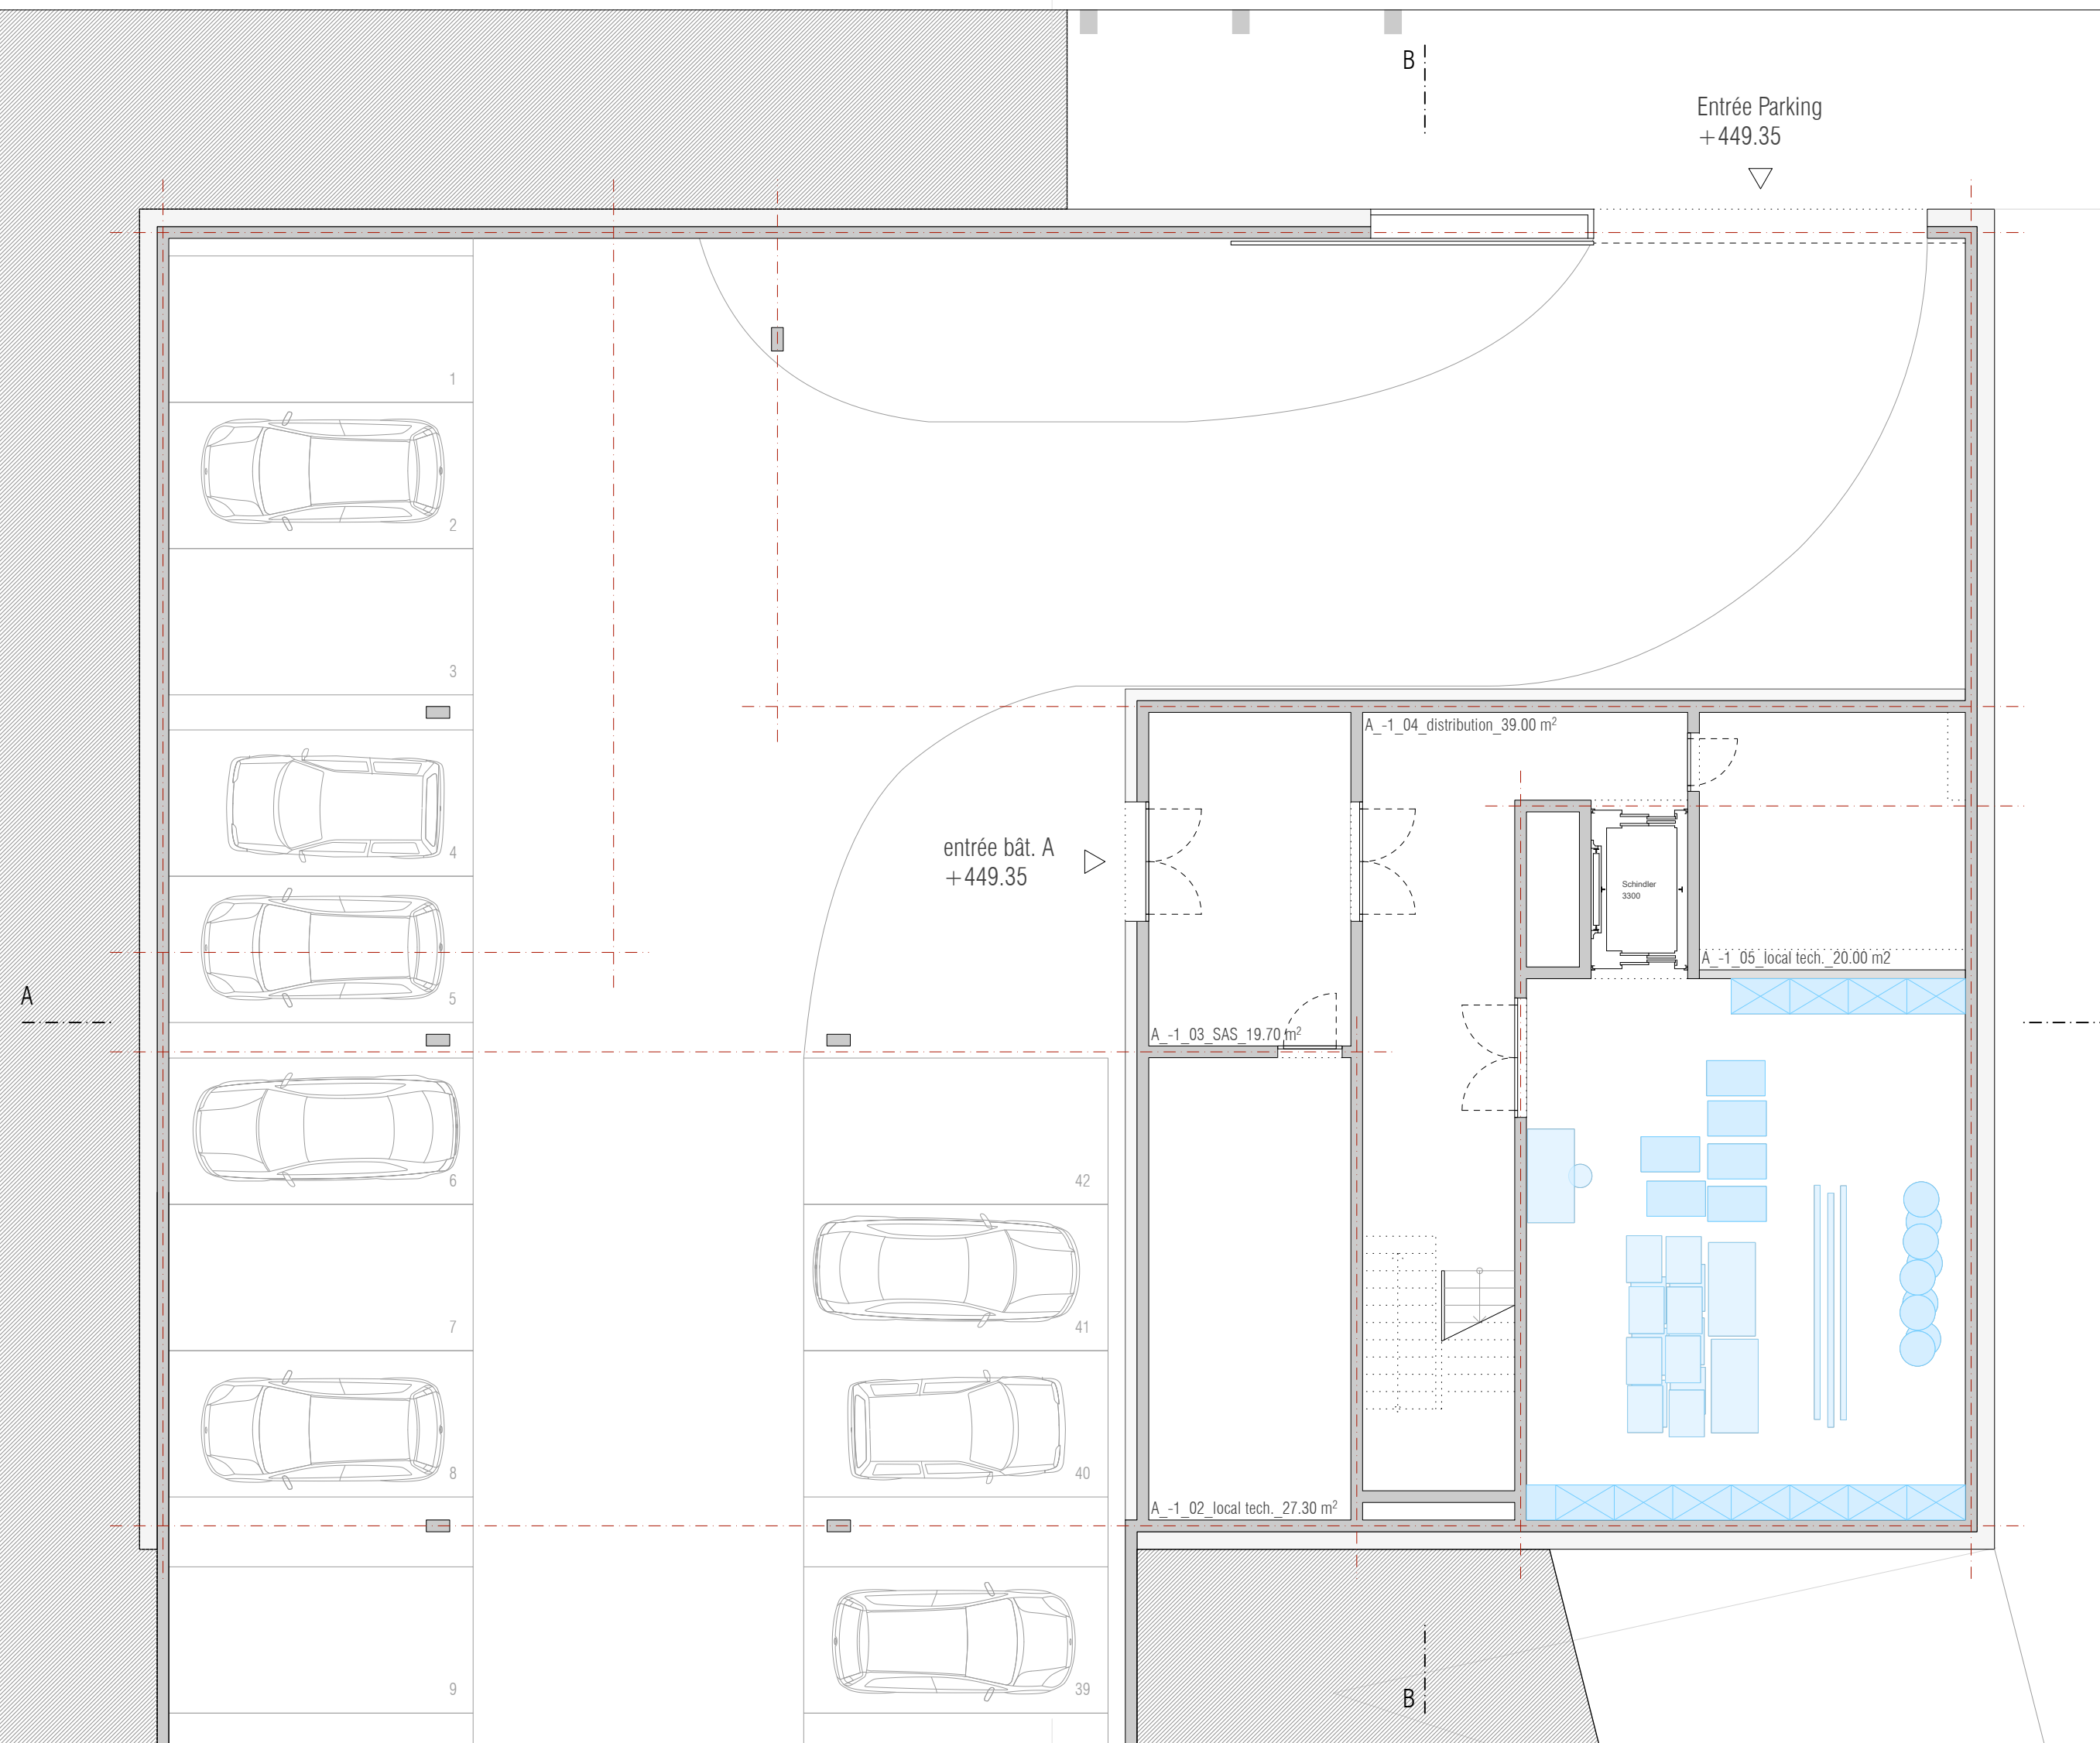 B
Entrée Parking
+449.35
1
2
3
A_-1_04_distribution_39.00 m²
4
entrée bât. A
+449.35
Schindler
3300
A_-1_05_local tech._20.00 m2
A
5
A_-1_03_SAS_19.70 m²
6
42
7
41
8
40
A_-1_02_local tech._27.30 m²
9
39
B